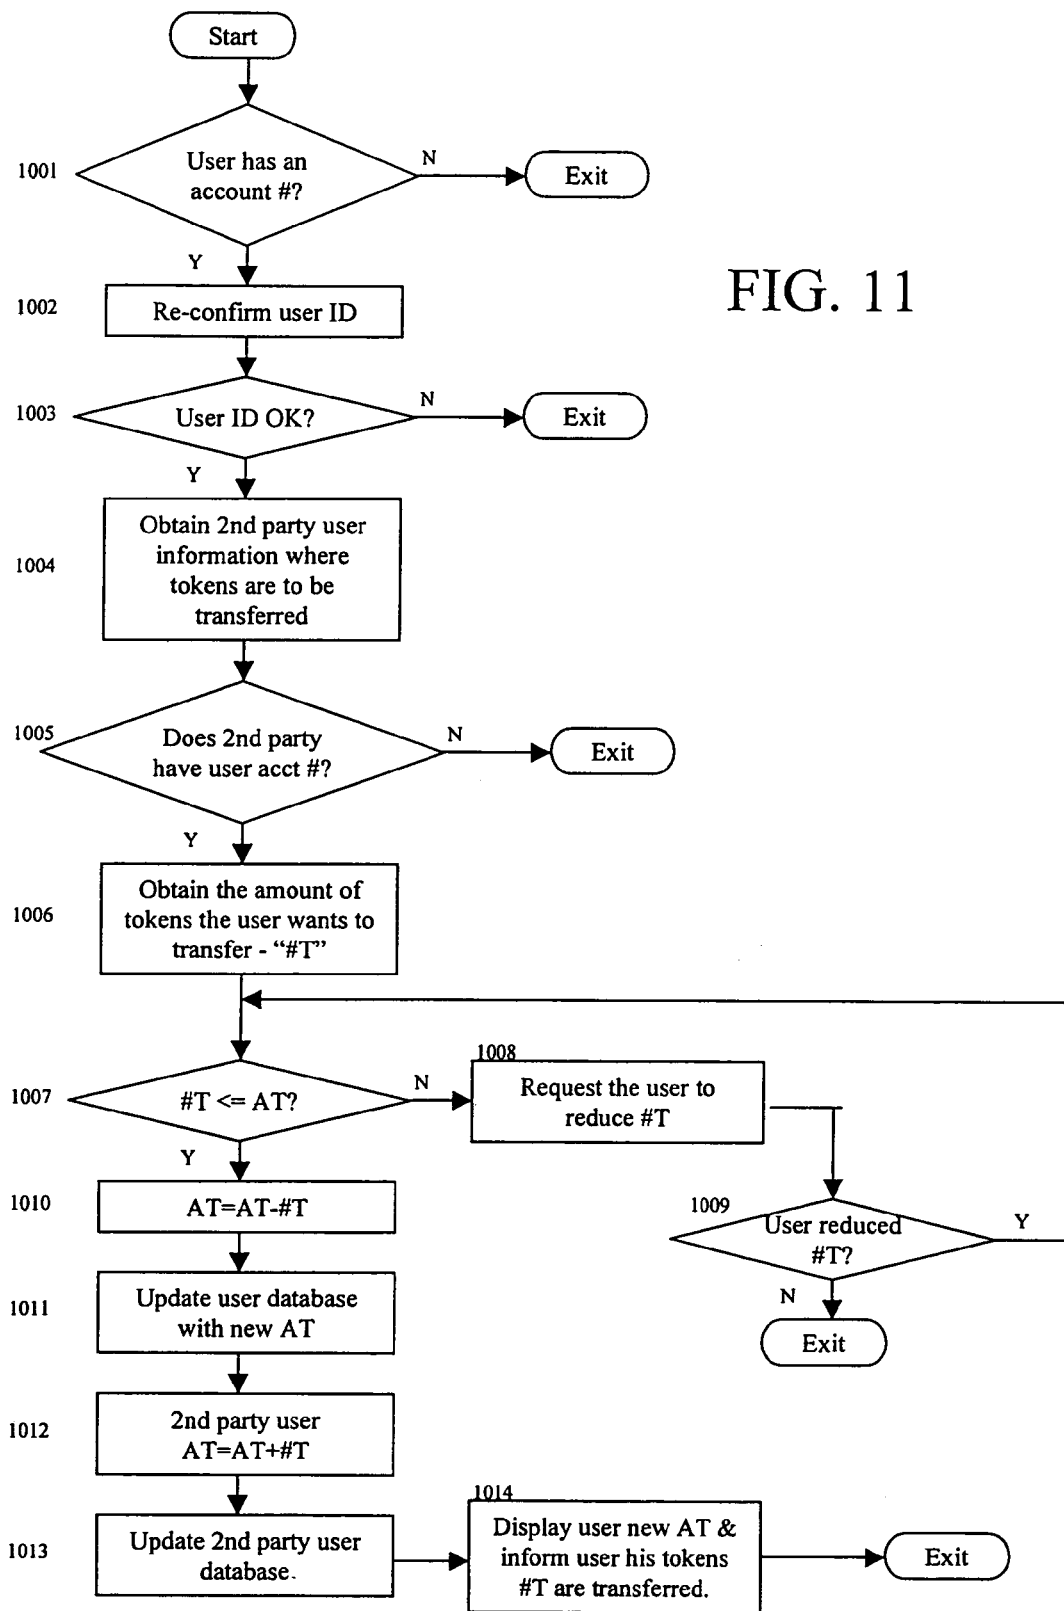 Start
1001
User has an
account #?
N
Exit
Y
FIG. 11
1002
Re-confirm user ID
1003
User ID OK?
N
Exit
Y
1004
Obtain 2nd party user
information where
tokens are to be
transferred
1005
Does 2nd party
have user acct #?
N
Exit
Y
1006
Obtain the amount of
tokens the user wants to
transfer - “#T”
1007
#T <= AT?
N
1008
Request the user to
reduce #T
Y
1009
User reduced
#T?
Y
N
Exit
1010
AT=AT-#T
1011
Update user database
with new AT
1012
2nd party user
AT=AT+#T
1013
Update 2nd party user
database.
1014
Display user new AT &
inform user his tokens
#T are transferred.
Exit